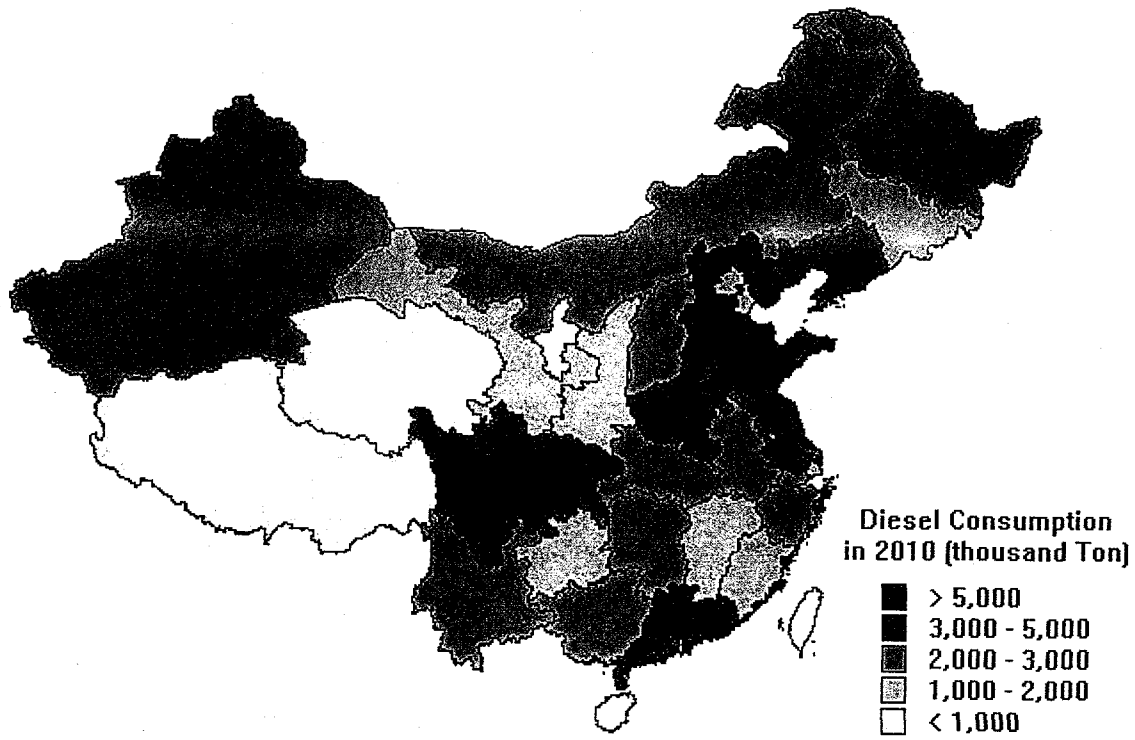 Diesel Consumption
in 2010 (thousand Ton)
> 5,000
3,000 - 5,000
2,000 - 3,000
1,000 - 2,000
< 1,000